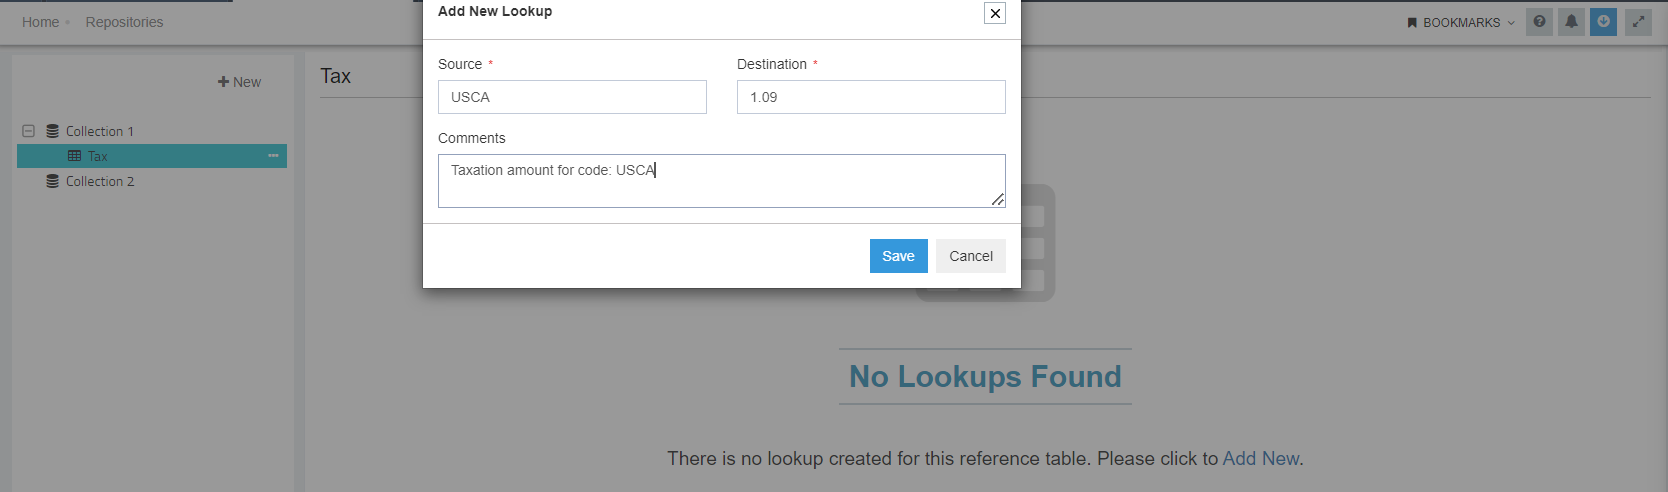 Add New Lookup
Home Repositories
BOOKMARKS
New
Collection 1
Tax
Collection 2
Tax
Source * Destination *
USCA 1.09
Comments
Taxation amount for code: USCA
Save Cancel
No Lookups Found
There is no lookup created for this reference table. Please click to Add New.